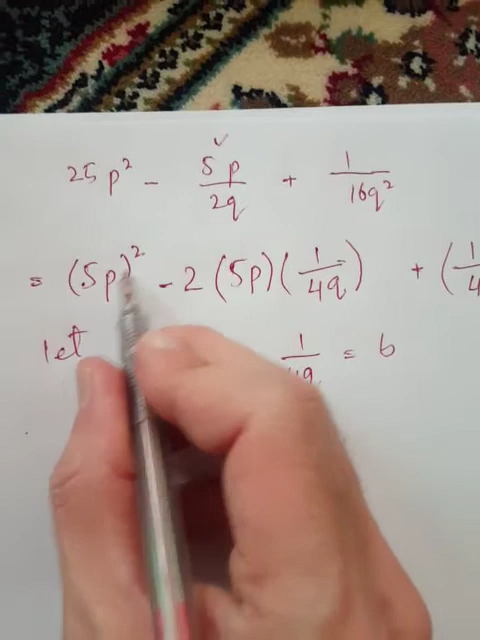 25p² - 5p/2q + 1/16q²
= (5p)² - 2(5p)(1/4q) + (1/4
let 1/4q = b